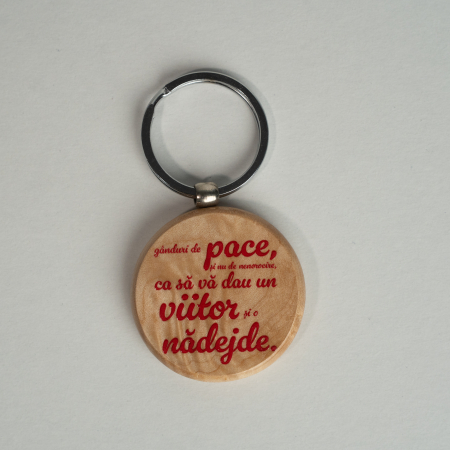 gânduri de pace,
și nu de nenorocire,
ca să vă dau un
viitor și o
nădejde.